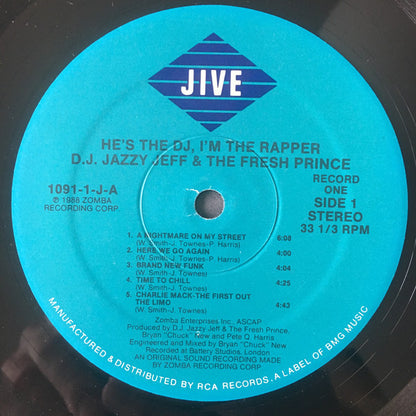 JIVE
HE'S THE DJ, I'M THE RAPPER
D.J. JAZZY JEFF & THE FRESH PRINCE
1091-1-J-A
℗ 1988 ZOMBA
RECORDING CORP.
RECORD
ONE
SIDE 1
STEREO
33 1/3 RPM
1. A NIGHTMARE ON MY STREET 6:08
(W. Smith-J. Townes-P. Harris)
2. HERE WE GO AGAIN 4:00
(W. Smith-J. Townes)
3. BRAND NEW FUNK 4:04
(W. Smith-J. Townes)
4. TIME TO CHILL 4:25
(W. Smith-J. Townes)
5. CHARLIE MACK-THE FIRST OUT
THE LIMO 4:43
(W. Smith-J. Townes)
Zomba Enterprises Inc., ASCAP
Produced by D.J. Jazzy Jeff & The Fresh Prince,
Bryan "Chuck" New and Pete Q. Harris
Engineered and Mixed by Bryan "Chuck" New
Recorded at Battery Studios, London
AN ORIGINAL SOUND RECORDING MADE
BY ZOMBA RECORDING CORP.
MANUFACTURED & DISTRIBUTED BY RCA RECORDS. A LABEL OF BMG MUSIC